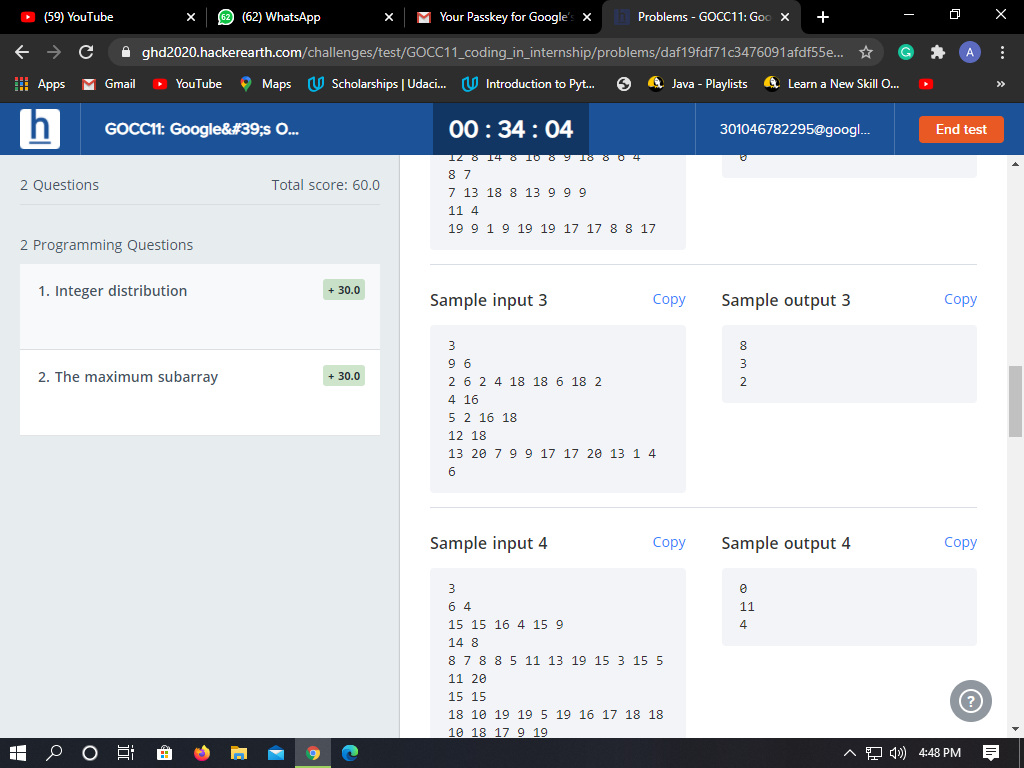 (59) YouTube
(62) WhatsApp
Your Passkey for Google'
Problems - GOCC11: Goo
ghd2020.hackerearth.com/challenges/test/GOCC11_coding_in_internship/problems/daf19fdf71c3476091afdf55e...
A
Apps
Gmail
YouTube
Maps
Scholarships | Udaci...
Introduction to Pyt...
Java - Playlists
Learn a New Skill O...
»
h
GOCC11: Google&#39;s O...
00 : 34 : 04
301046782295@googl...
End test
2 Questions
Total score: 60.0
2 Programming Questions
1. Integer distribution
+ 30.0
2. The maximum subarray
+ 30.0
12 8 14 8 16 8 9 18 8 6 4
8 7
7 13 18 8 13 9 9 9
11 4
19 9 1 9 19 19 17 17 8 8 17
0
Sample input 3
Copy
3
9 6
2 6 2 4 18 18 6 18 2
4 16
5 2 16 18
12 18
13 20 7 9 9 17 17 20 13 1 4
6
Sample output 3
Copy
8
3
2
Sample input 4
Copy
3
6 4
15 15 16 4 15 9
14 8
8 7 8 8 5 11 13 19 15 3 15 5
11 20
15 15
18 10 19 19 5 19 16 17 18 18
10 18 17 9 19
Sample output 4
Copy
0
11
4
?
4:48 PM